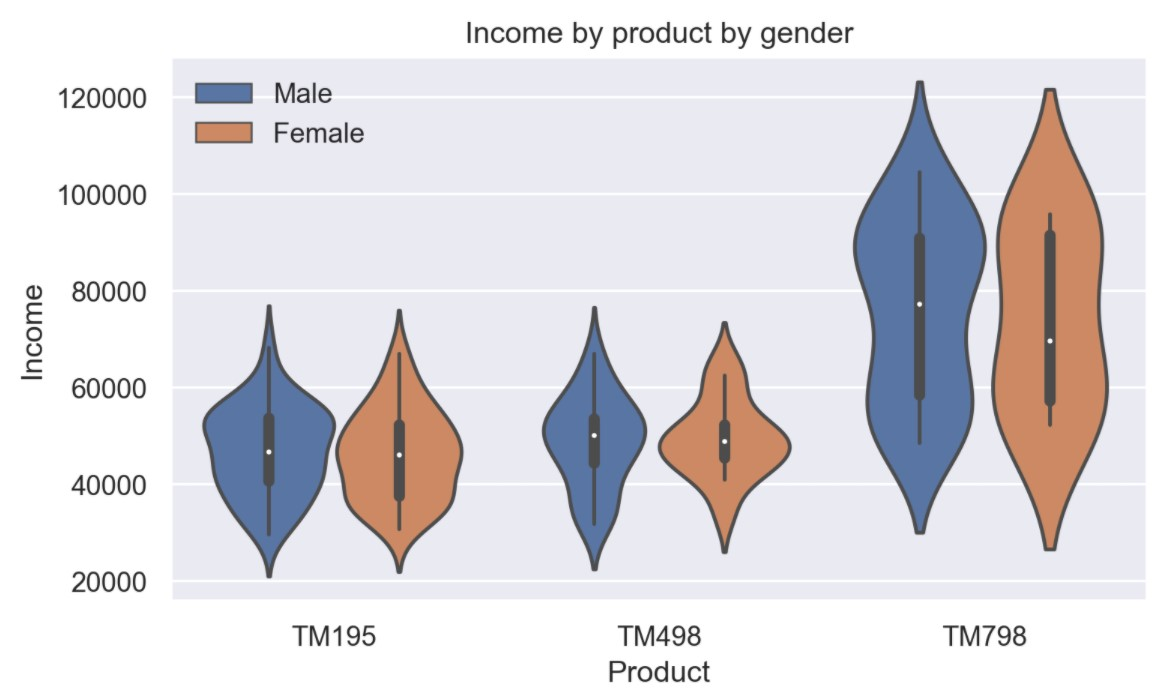 Income by product by gender
Male
Female
120000
100000
80000
60000
40000
20000
Income
TM195
TM498
TM798
Product